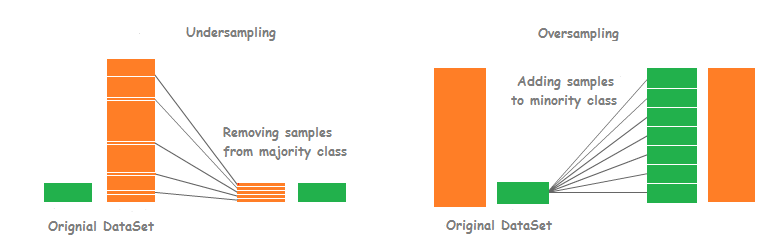 Undersampling
Removing samples
from majority class
Orignial DataSet
Oversampling
Adding samples
to minority class
Original DataSet